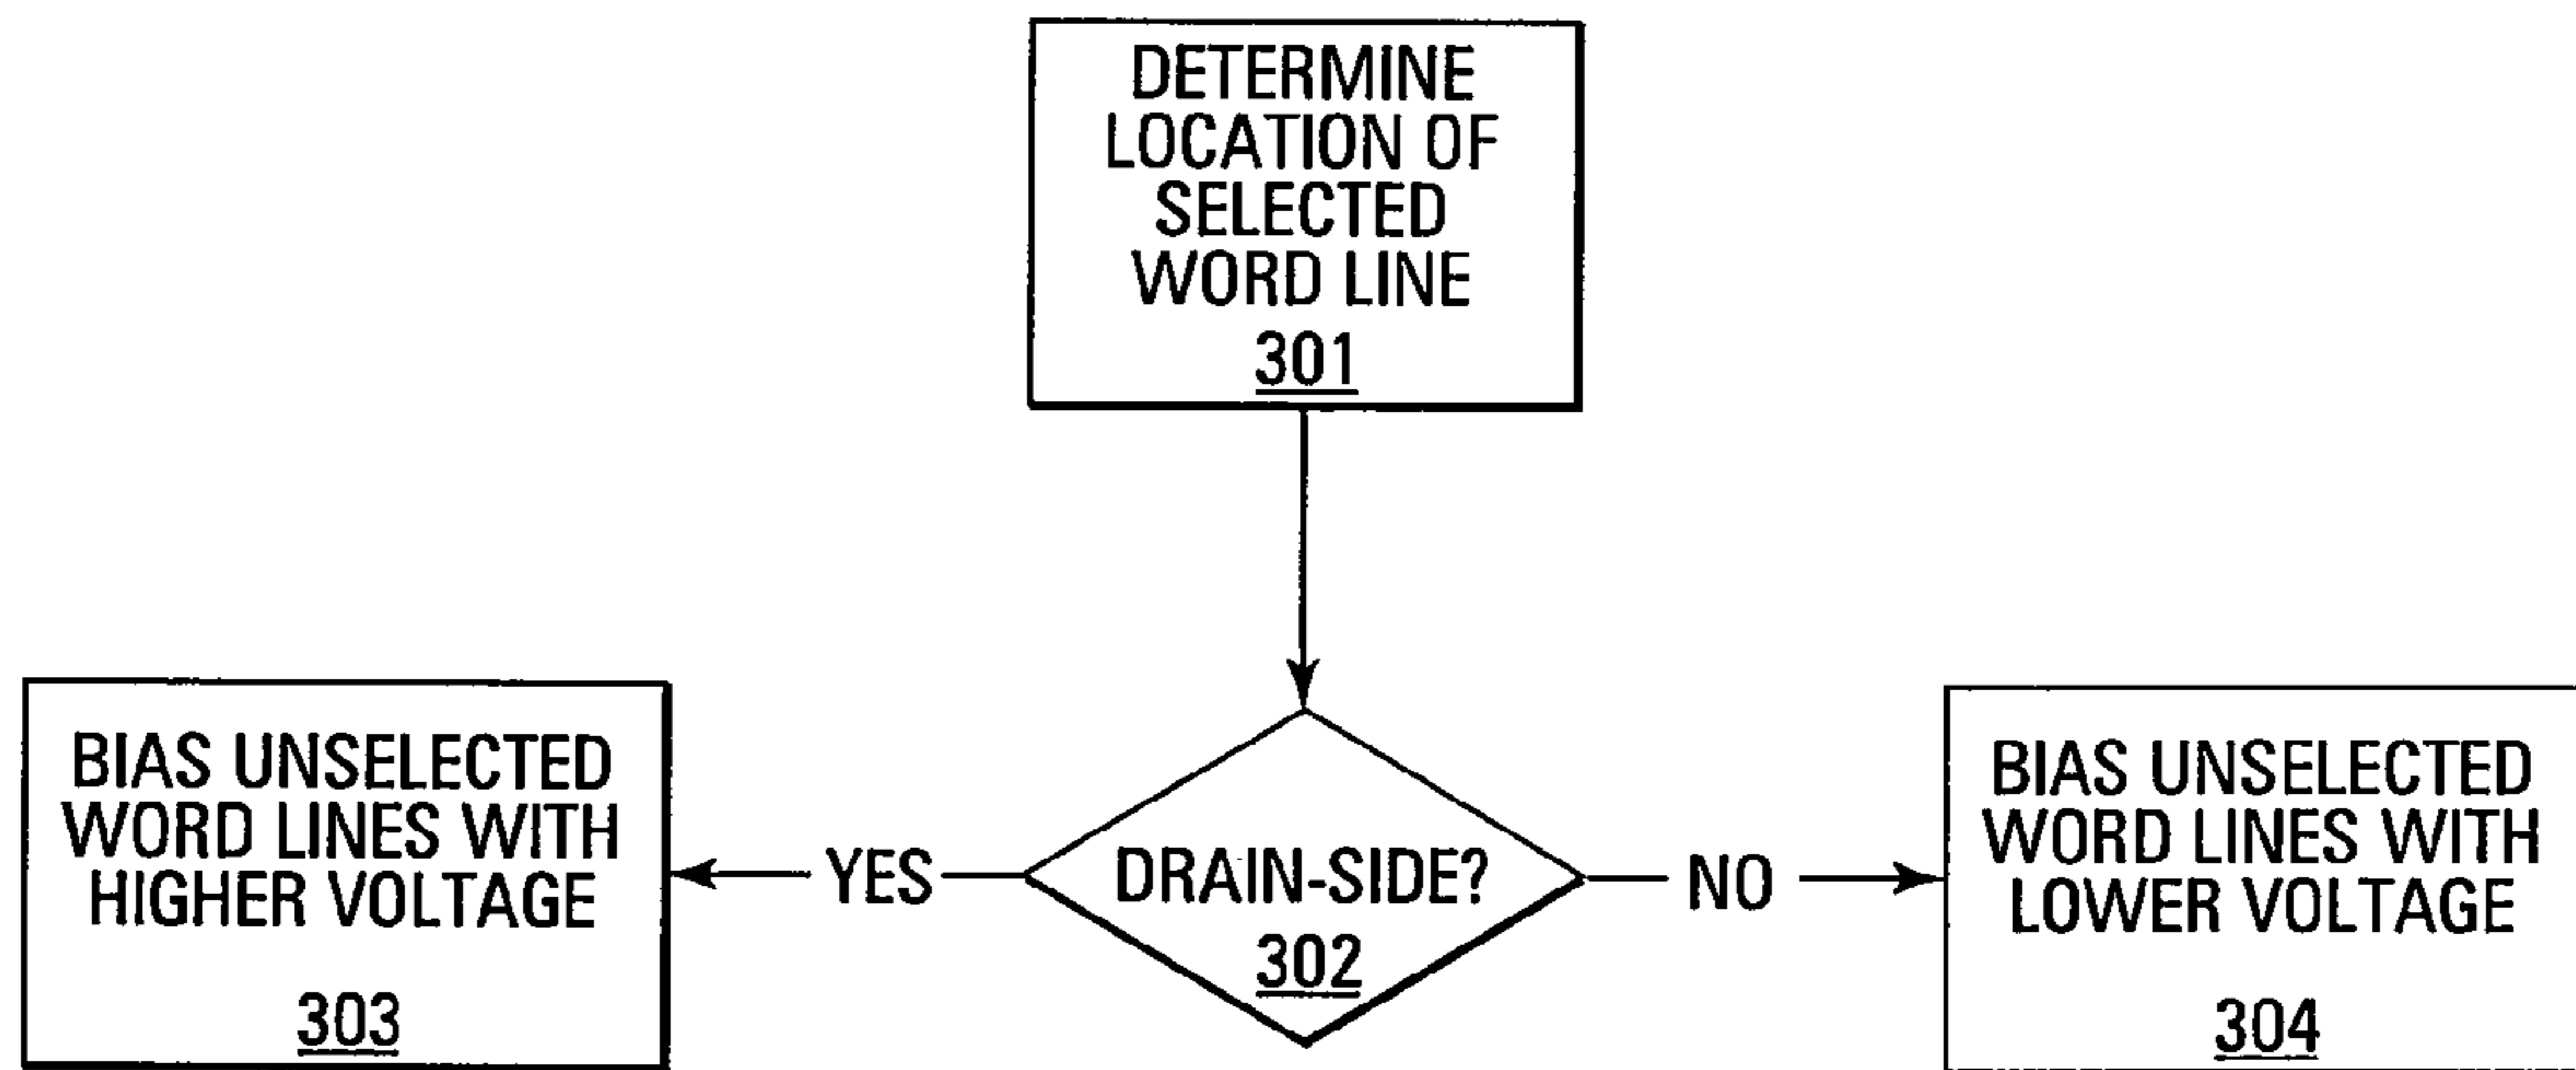 DETERMINE
LOCATION OF
SELECTED
WORD LINE
301
BIAS UNSELECTED
WORD LINES WITH
HIGHER VOLTAGE
303
YES
DRAIN-SIDE?
302
NO
BIAS UNSELECTED
WORD LINES WITH
LOWER VOLTAGE
304